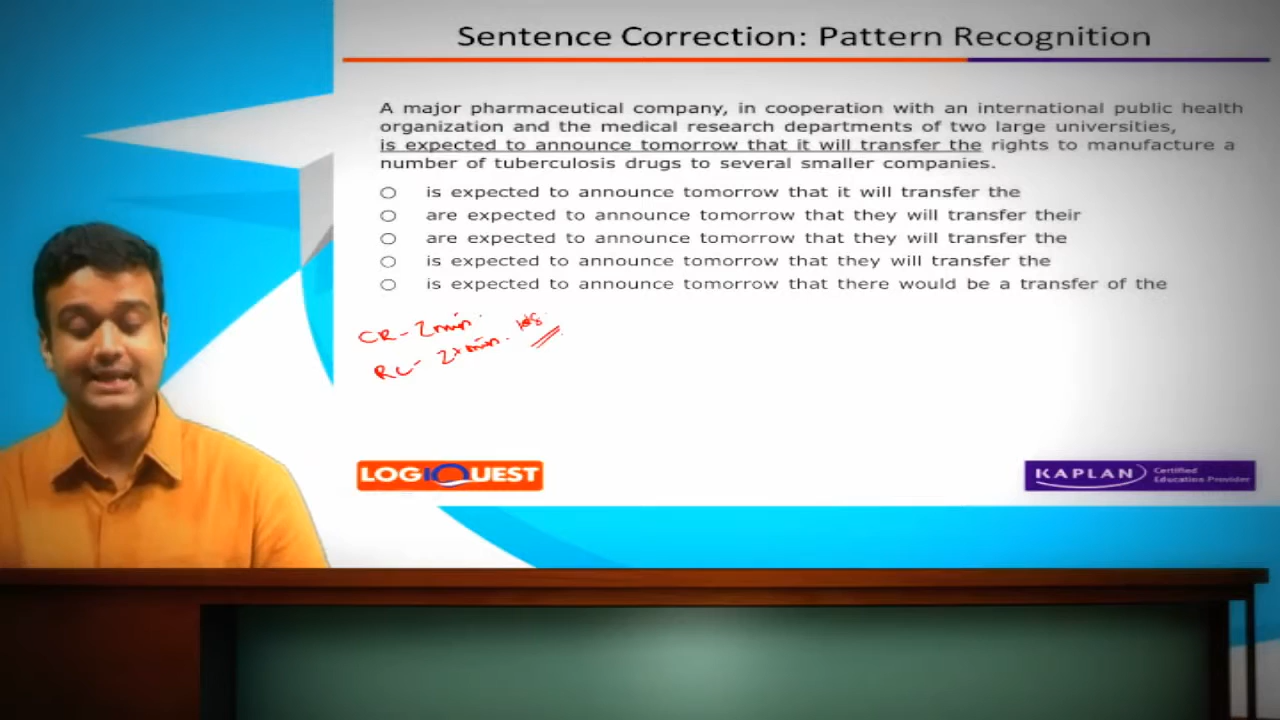 Sentence Correction: Pattern Recognition
A major pharmaceutical company, in cooperation with an international public health
organization and the medical research departments of two large universities,
is expected to announce tomorrow that it will transfer the rights to manufacture a
number of tuberculosis drugs to several smaller companies.
is expected to announce tomorrow that it will transfer the
are expected to announce tomorrow that they will transfer their
are expected to announce tomorrow that they will transfer the
is expected to announce tomorrow that they will transfer the
is expected to announce tomorrow that there would be a transfer of the
CR - 2 min.
RC - 2+ min.
LOGIQUEST
KAPLAN Certified
Education Provider